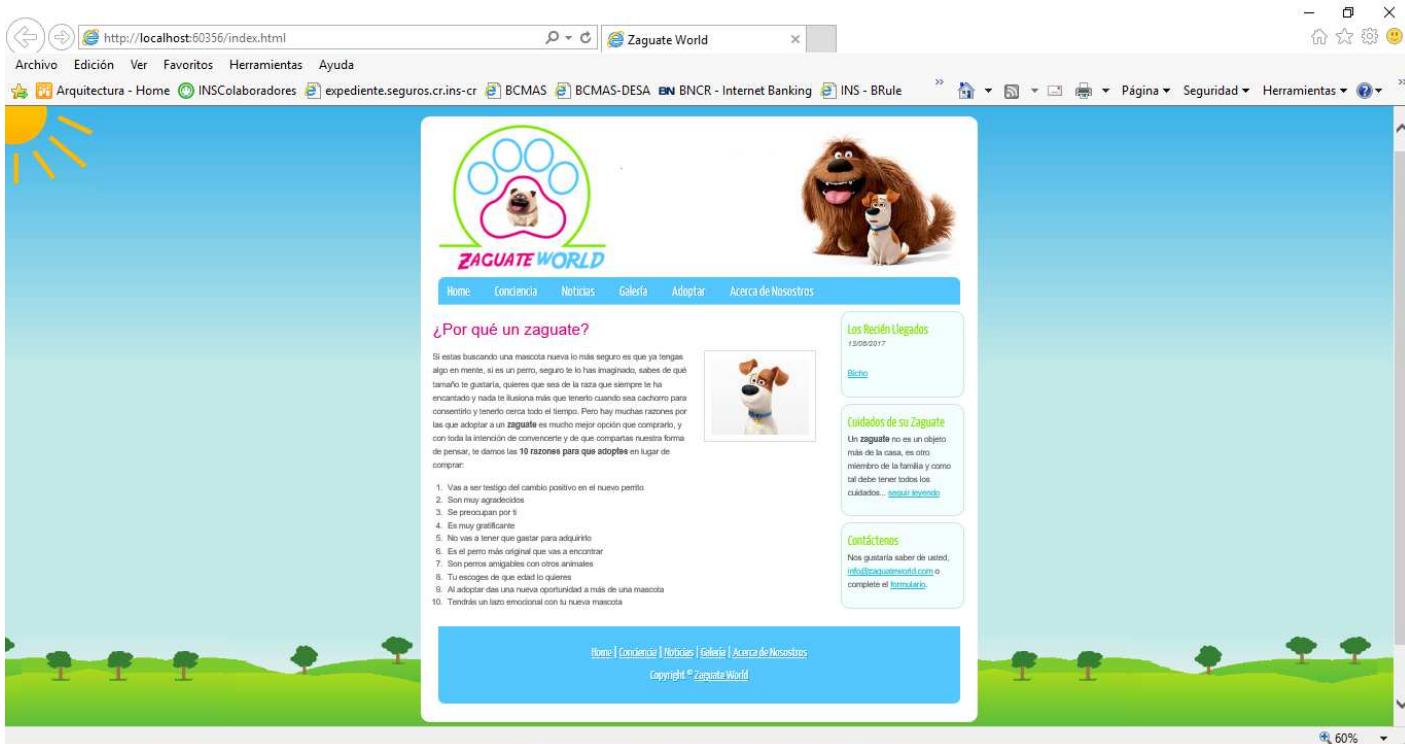 http://localhost:60356/index.html
Zaguate World
Archivo Edición Ver Favoritos Herramientas Ayuda
Arquitectura - Home INSColaboradores expediente.seguros.cr.ins-cr BCMAS BCMAS-DESA BN BNCR - Internet Banking INS - BRule Página Seguridad Herramientas
ZAGUATE WORLD
Home Conciencia Noticias Galería Adoptar Acerca de Nosostros
¿Por qué un zaguate?
Si estas buscando una mascota nueva lo más seguro es que ya tengas
algo en mente, si es un perro, seguro te lo has imaginado, sabes de qué
tamaño te gustaría, quieres que sea de la raza que siempre te ha
encantado y nada te ilusiona más que tenerlo cuando sea cachorro para
consentirlo y tenerlo cerca todo el tiempo. Pero hay muchas razones por
las que adoptar a un zaguate es mucho mejor opción que comprarlo, y
con toda la intención de convencerte y de que compartas nuestra forma
de pensar, te damos las 10 razones para que adoptes en lugar de
comprar:
1. Vas a ser testigo del cambio positivo en el nuevo perrito
2. Son muy agradecidos
3. Se preocupan por ti
4. Es muy gratificante
5. No vas a tener que gastar para adquirirlo
6. Es el perro más original que vas a encontrar
7. Son perros amigables con otros animales
8. Tu escoges de que edad lo quieres
9. Al adoptar das una nueva oportunidad a más de una mascota
10. Tendrás un lazo emocional con tu nueva mascota
Los Recién Llegados
13/08/2017
Bicho
Cuidados de su Zaguate
Un zaguate no es un objeto
más de la casa, es otro
miembro de la familia y como
tal debe tener todos los
cuidados... seguir leyendo
Contáctenos
Nos gustaría saber de usted,
info@zaguateworld.com o
complete el formulario.
Home | Conciencia | Noticias | Galería | Acerca de Nosostros
Copyright © Zaguate World
60%